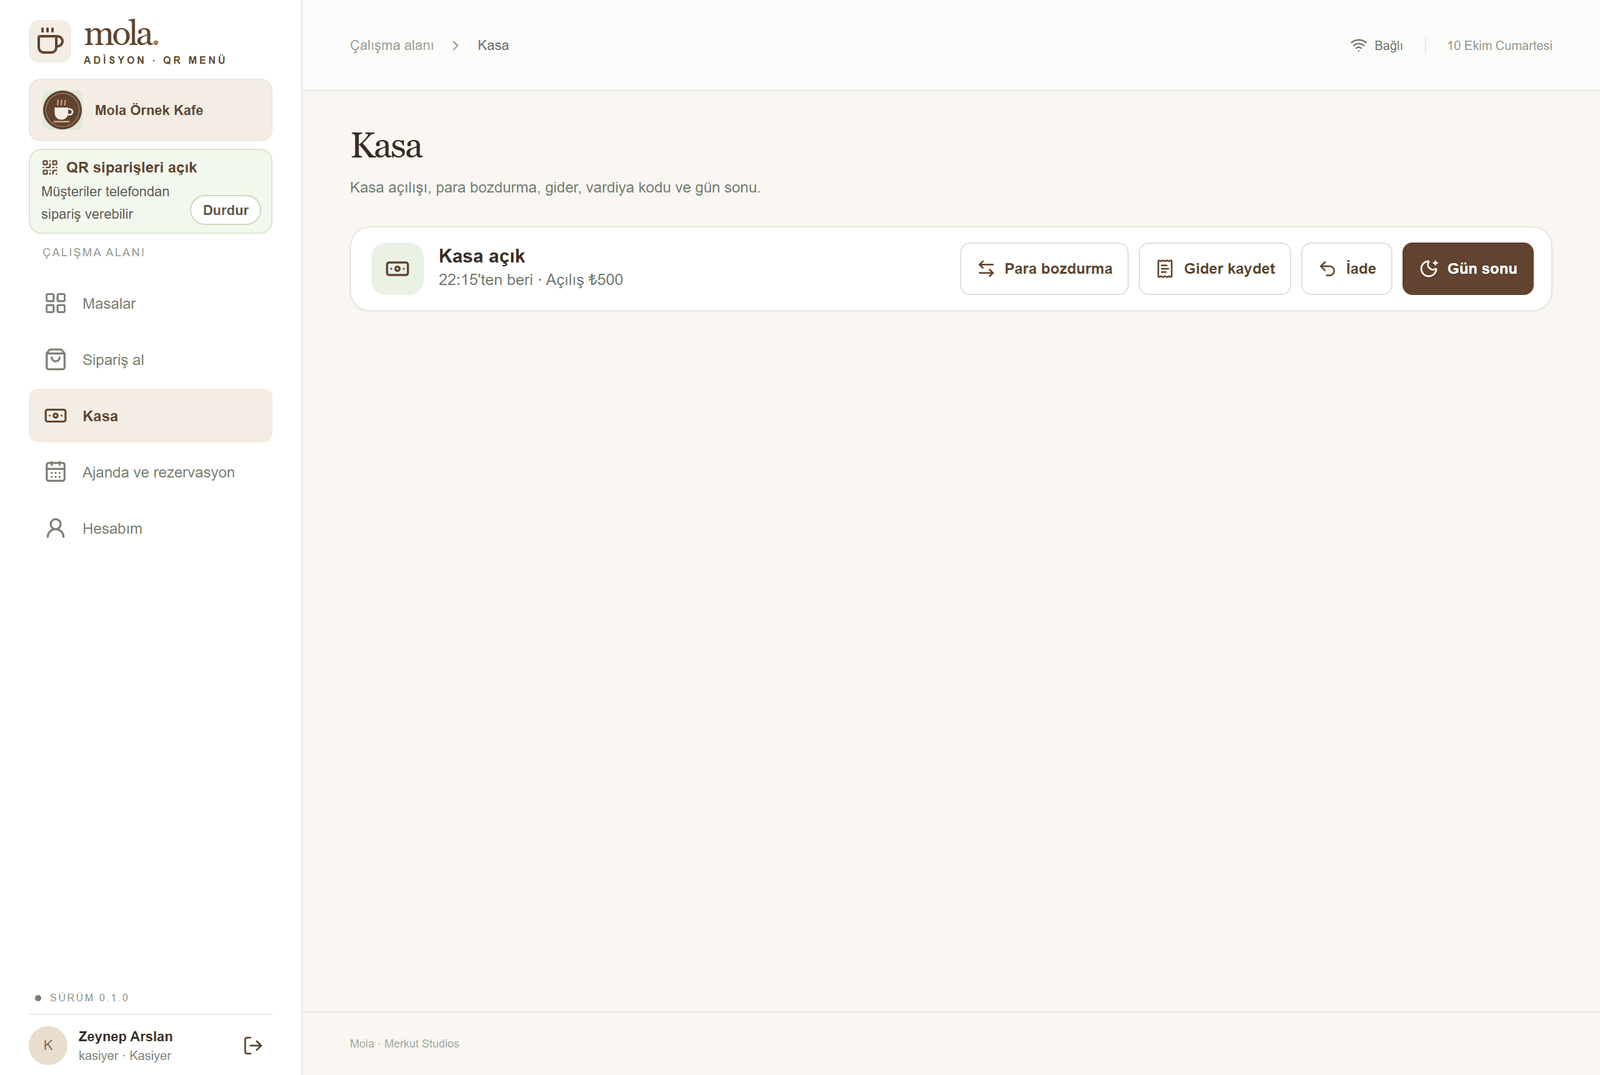 mola.
ADİSYON · QR MENÜ
Mola Örnek Kafe
QR siparişleri açık
Müşteriler telefondan
sipariş verebilir
Durdur
ÇALIŞMA ALANI
Masalar
Sipariş al
Kasa
Ajanda ve rezervasyon
Hesabım
SÜRÜM 0.1.0
K
Zeynep Arslan
kasiyer · Kasiyer
Çalışma alanı > Kasa
Bağlı
10 Ekim Cumartesi
Kasa
Kasa açılışı, para bozdurma, gider, vardiya kodu ve gün sonu.
Kasa açık
22:15'ten beri · Açılış ₺500
Para bozdurma
Gider kaydet
İade
Gün sonu
Mola · Merkut Studios